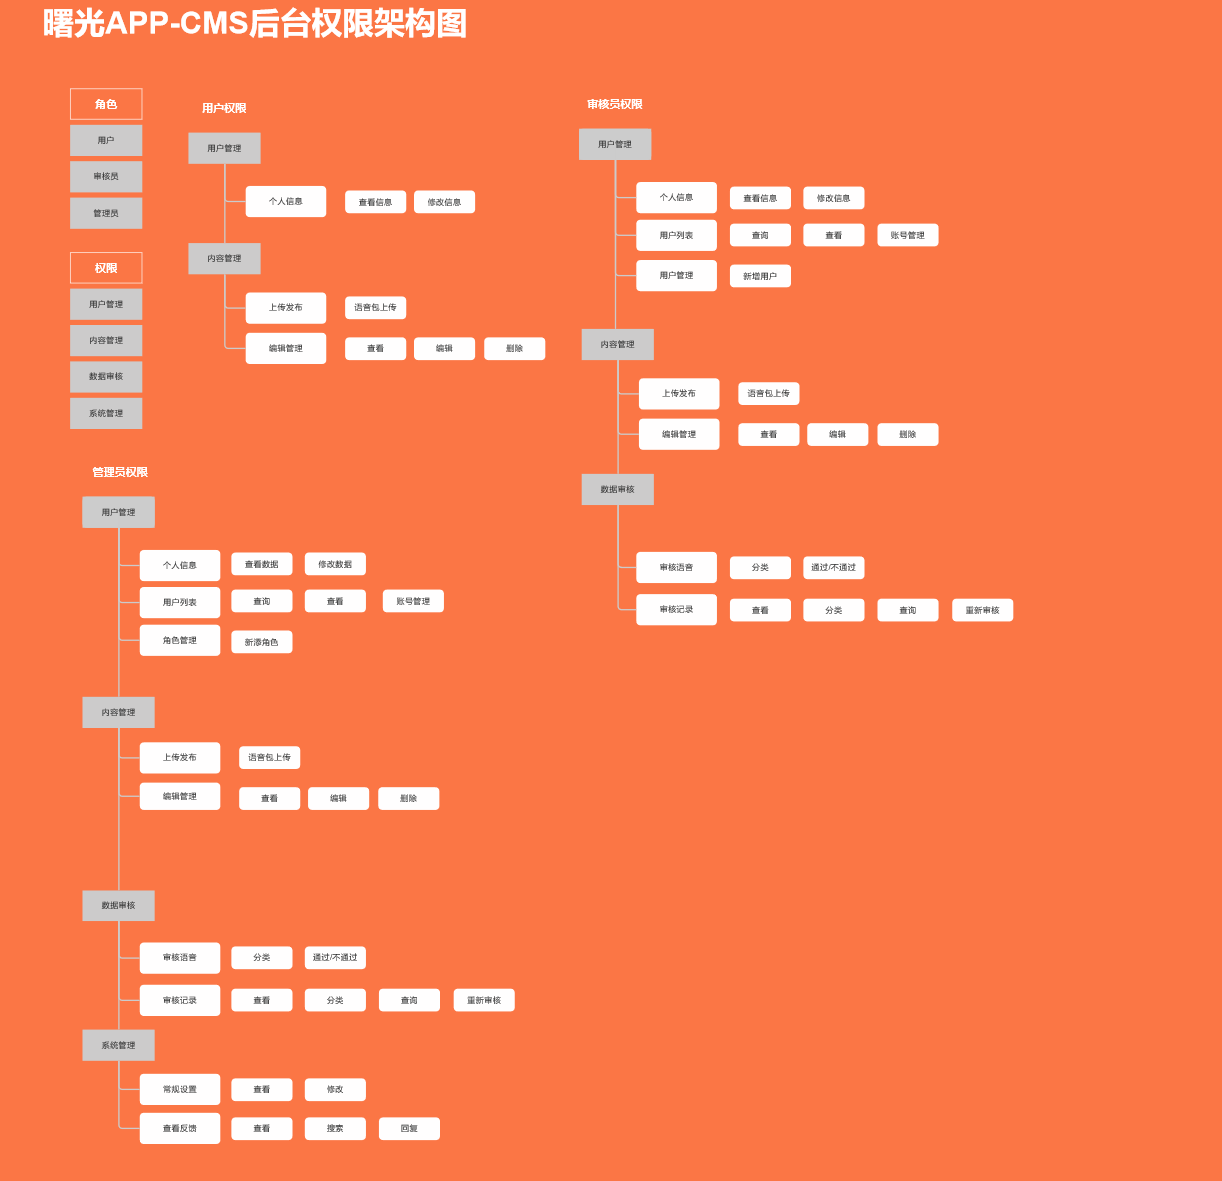 曙光APP-CMS后台权限架构图
角色
用户
审核员
管理员
权限
用户管理
内容管理
数据审核
系统管理
用户权限
用户管理
个人信息 查看信息 修改信息
内容管理
上传发布 语音包上传
编辑管理 查看 编辑 删除
审核员权限
用户管理
个人信息 查看信息 修改信息
用户列表 查询 查看 账号管理
用户管理 新增用户
内容管理
上传发布 语音包上传
编辑管理 查看 编辑 删除
数据审核
审核语音 分类 通过/不通过
审核记录 查看 分类 查询 重新审核
管理员权限
用户管理
个人信息 查看数据 修改数据
用户列表 查询 查看 账号管理
角色管理 新添角色
内容管理
上传发布 语音包上传
编辑管理 查看 编辑 删除
数据审核
审核语音 分类 通过/不通过
审核记录 查看 分类 查询 重新审核
系统管理
常规设置 查看 修改
查看反馈 查看 搜索 回复